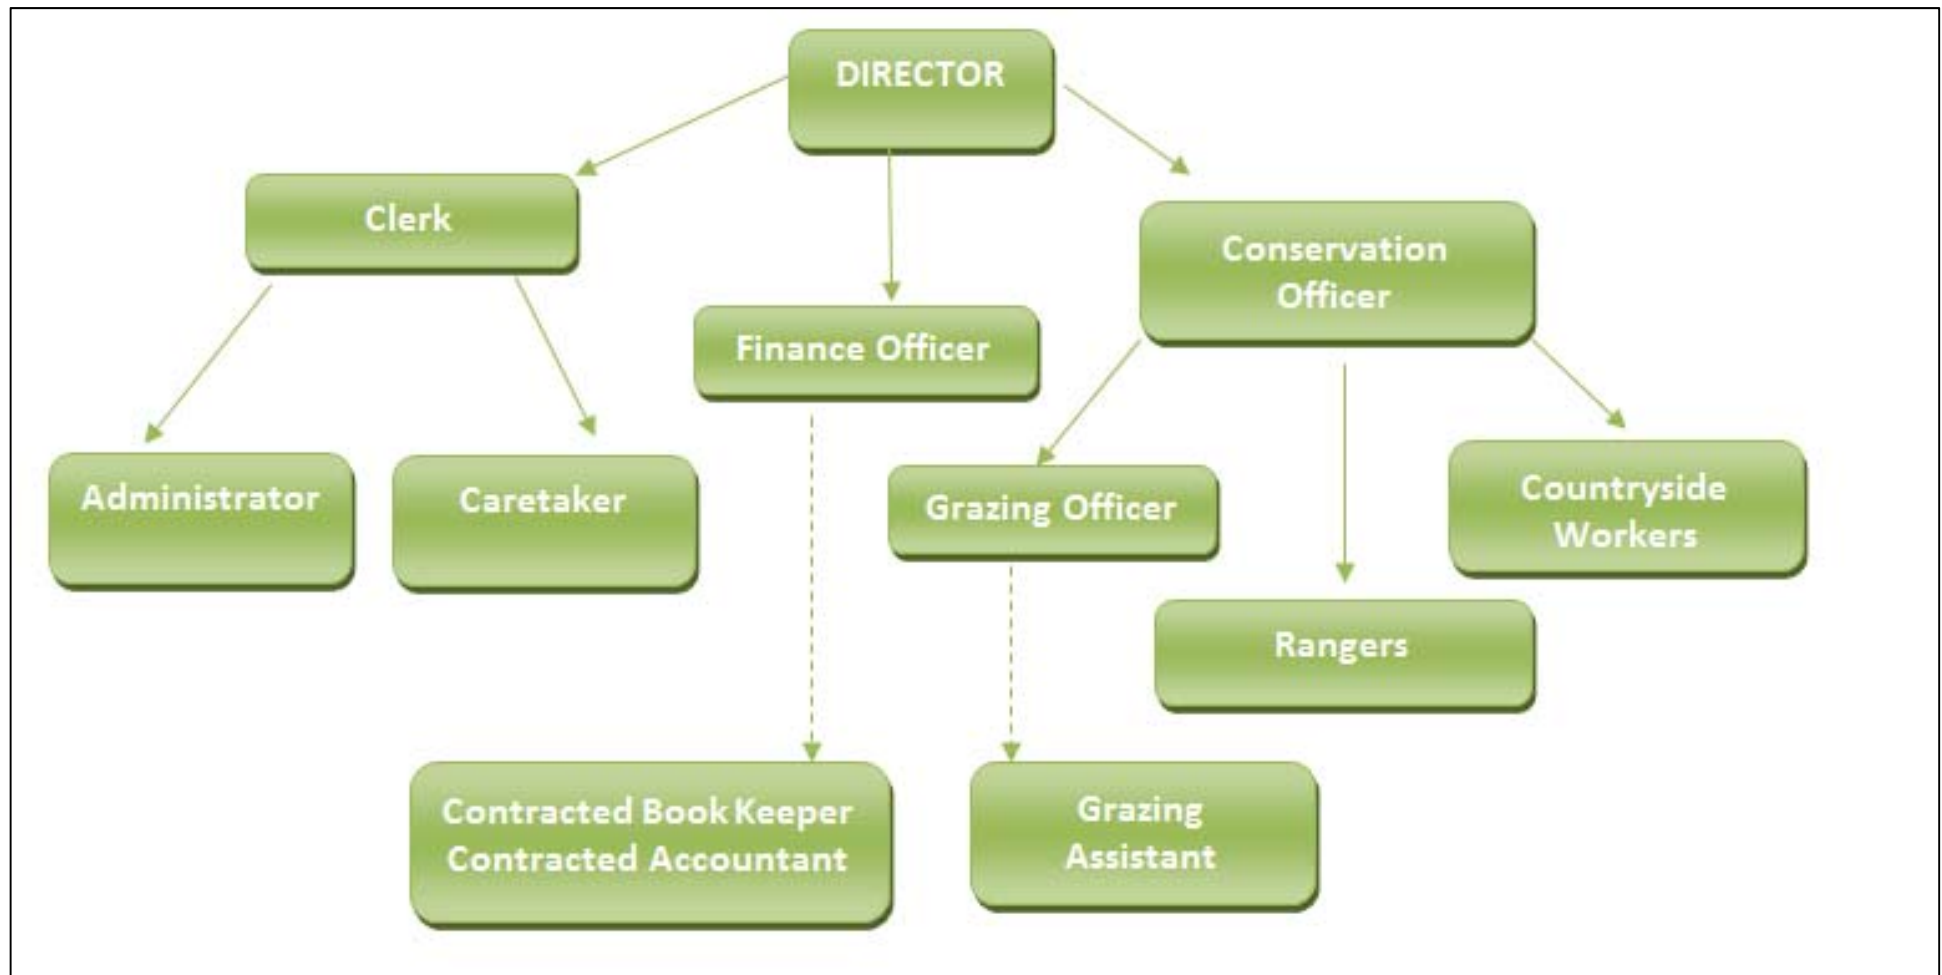 DIRECTOR
Clerk
Conservation
Officer
Finance Officer
Administrator
Caretaker
Grazing Officer
Countryside
Workers
Rangers
Contracted Book Keeper
Contracted Accountant
Grazing
Assistant